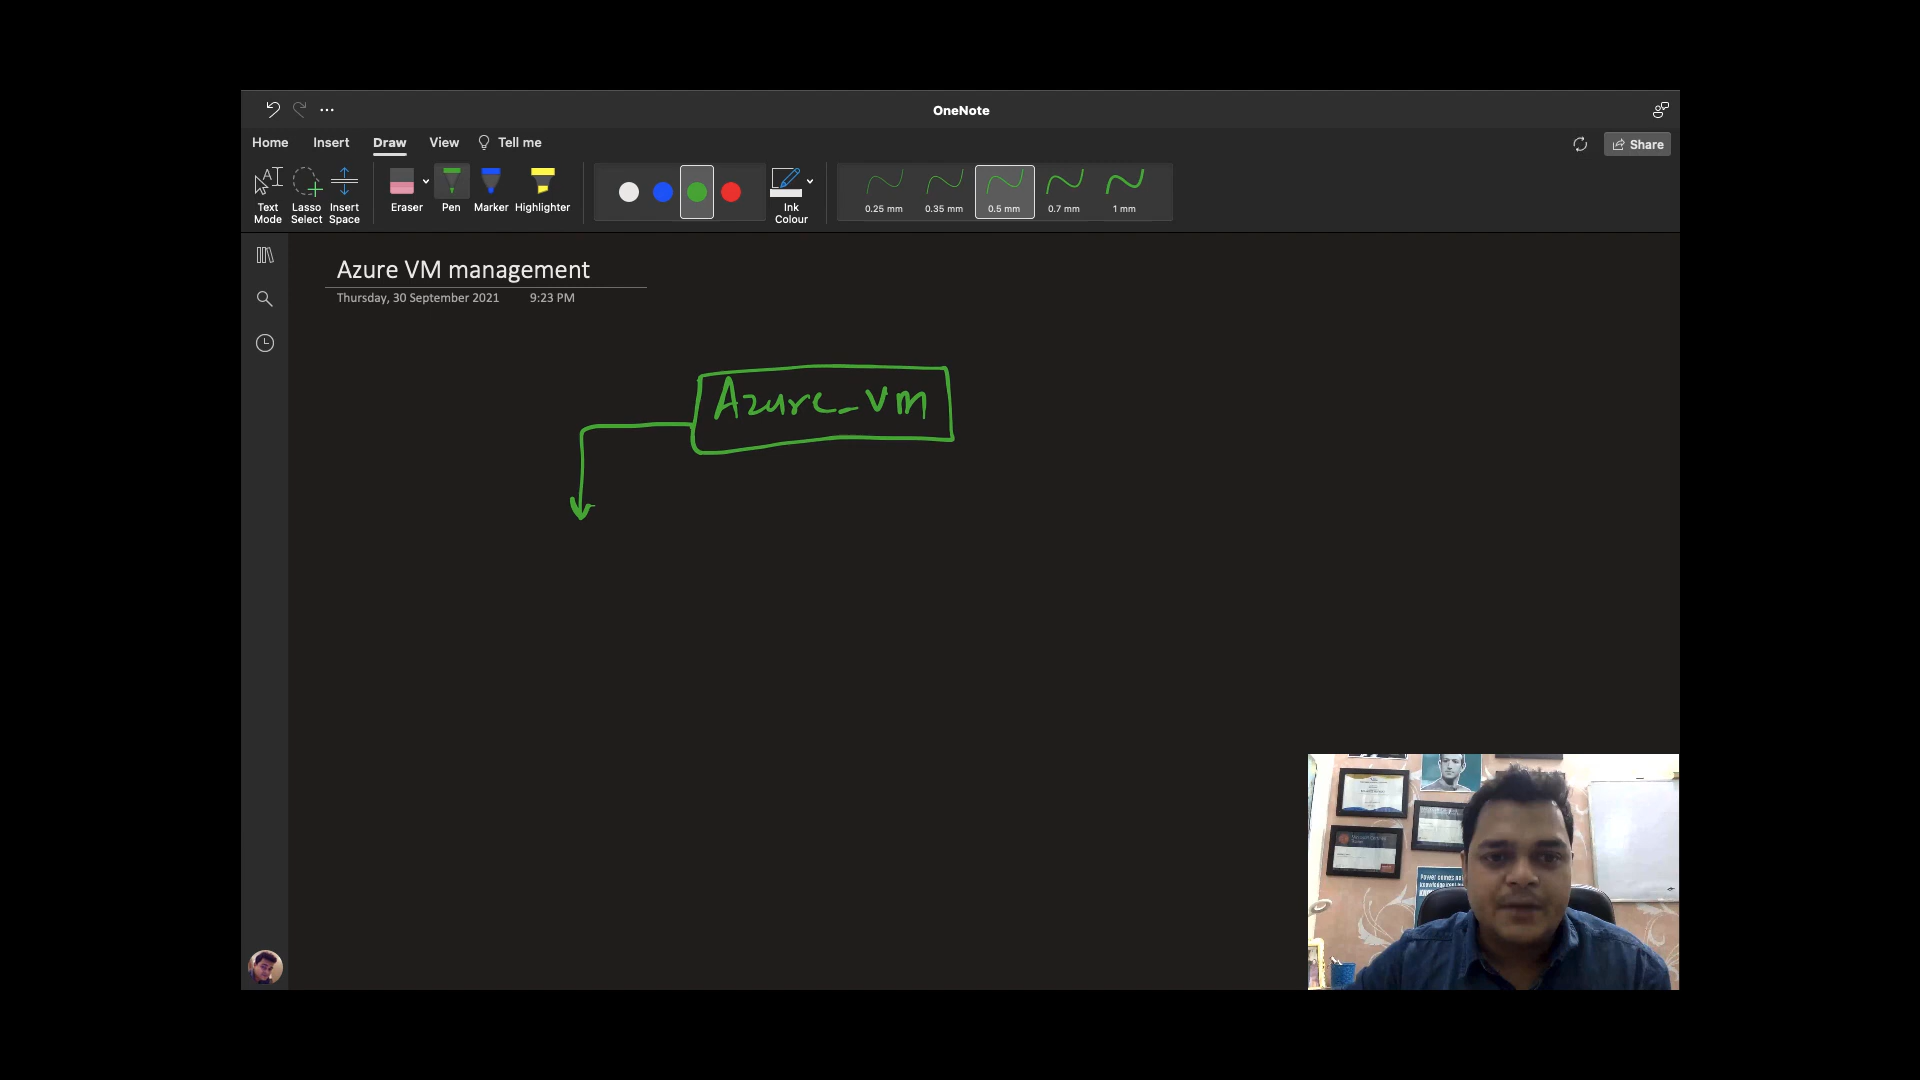 OneNote
Home Insert Draw View Tell me
Share
Text Mode
Lasso Select
Insert Space
Eraser
Pen
Marker
Highlighter
Ink Colour
0.25 mm
0.35 mm
0.5 mm
0.7 mm
1 mm
Azure VM management
Thursday, 30 September 2021 9:23 PM
Azure_VM
Power comes